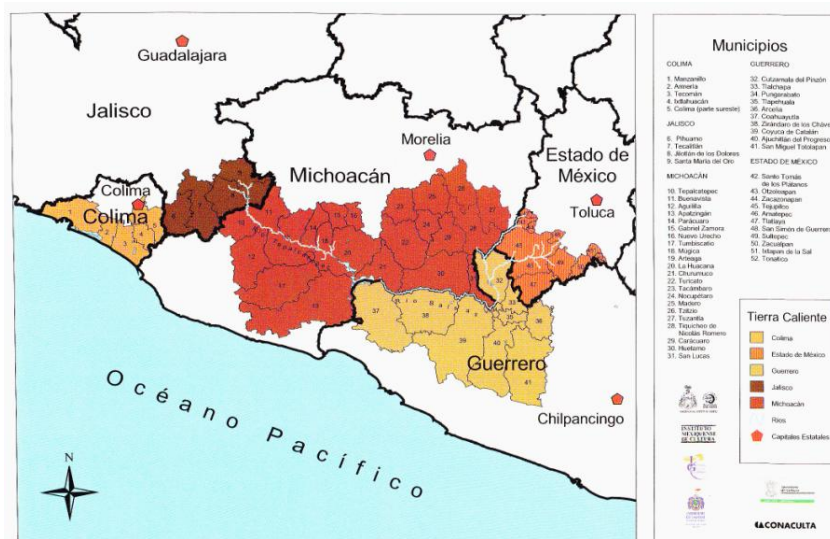 Guadalajara
Jalisco
Morelia
Michoacán
Estado de
México
Toluca
Colima
Colima
Guerrero
Chilpancingo
Océano Pacífico
N
Río Balsas
Municipios
COLIMA
1. Manzanillo
2. Armería
3. Tecomán
4. Ixtlahuacán
5. Colima (parte sureste)
JALISCO
6. Pihuamo
7. Tecalitlán
8. Jilotlán de los Dolores
9. Santa María del Oro
MICHOACÁN
10. Tepalcatepec
11. Buenavista
12. Aguililla
13. Apatzingán
14. Parácuaro
15. Gabriel Zamora
16. Nuevo Urecho
17. Tumbiscatío
18. Múgica
19. Arteaga
20. La Huacana
21. Churumuco
22. Turicato
23. Tacámbaro
24. Nocupétaro
25. Madero
26. Tzitzio
27. Tuzantla
28. Tiquicheo de
Nicolás Romero
29. Carácuaro
30. Huetamo
31. San Lucas
GUERRERO
32. Cutzamala del Pinzón
33. Tlalchapa
34. Pungarabato
35. Tlapehuala
36. Arcelia
37. Coahuayutla
38. Zirándaro de los Cháve
39. Coyuca de Catalán
40. Ajuchitlán del Progreso
41. San Miguel Totolapan
ESTADO DE MÉXICO
42. Santo Tomás
de los Plátanos
43. Otzoloapan
44. Zacazonapan
45. Tejupilco
46. Amatepec
47. Tlatlaya
48. San Simón de Guerrero
49. Sultepec
50. Zacualpan
51. Ixtapan de la Sal
52. Tonatico
Tierra Caliente
Colima
Estado de México
Guerrero
Jalisco
Michoacán
Ríos
Capitales Estatales
CONACULTA